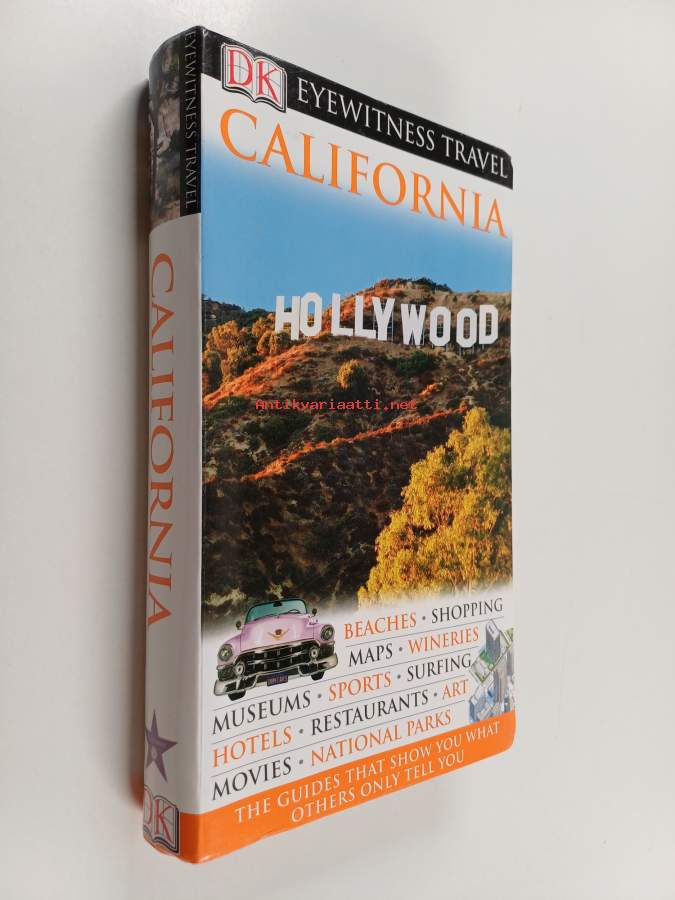 DK EYEWITNESS TRAVEL
CALIFORNIA
HOLLYWOOD
Antikvariaatti.net
BEACHES • SHOPPING
MAPS • WINERIES
MUSEUMS • SPORTS • SURFING
HOTELS • RESTAURANTS • ART
MOVIES • NATIONAL PARKS
THE GUIDES THAT SHOW YOU WHAT
OTHERS ONLY TELL YOU
EYEWITNESS TRAVEL
CALIFORNIA
DK